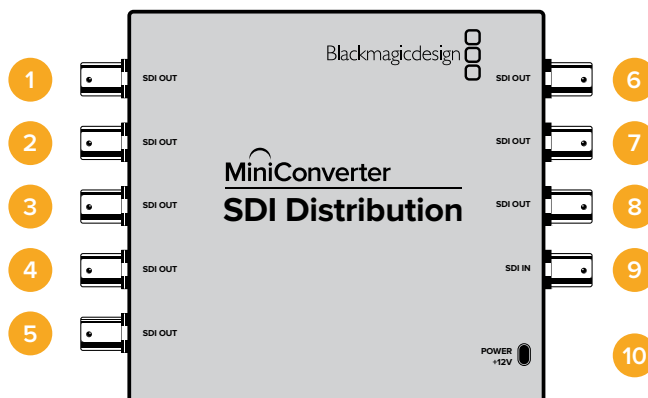 Blackmagicdesign
1 SDI OUT
SDI OUT 6
2 SDI OUT
SDI OUT 7
MiniConverter
SDI Distribution
3 SDI OUT
SDI OUT 8
4 SDI OUT
SDI IN 9
5 SDI OUT
POWER
+12V
10